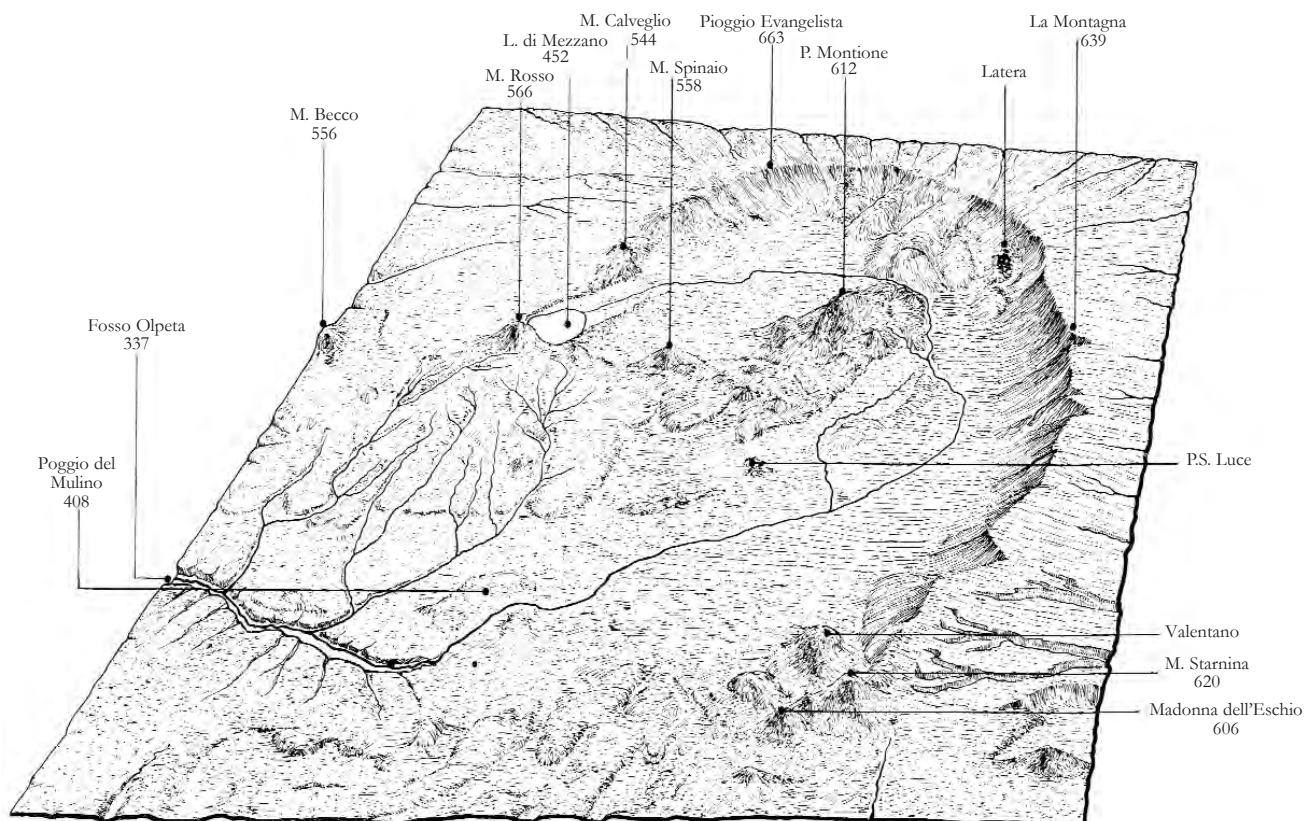 M. Calveglio
544
Pioggio Evangelista
663
La Montagna
639
L. di Mezzano
452
P. Montione
612
M. Rosso
566
M. Spinaio
558
Latera
M. Becco
556
Fosso Olpeta
337
Poggio del
Mulino
408
P.S. Luce
Valentano
M. Starnina
620
Madonna dell'Eschio
606